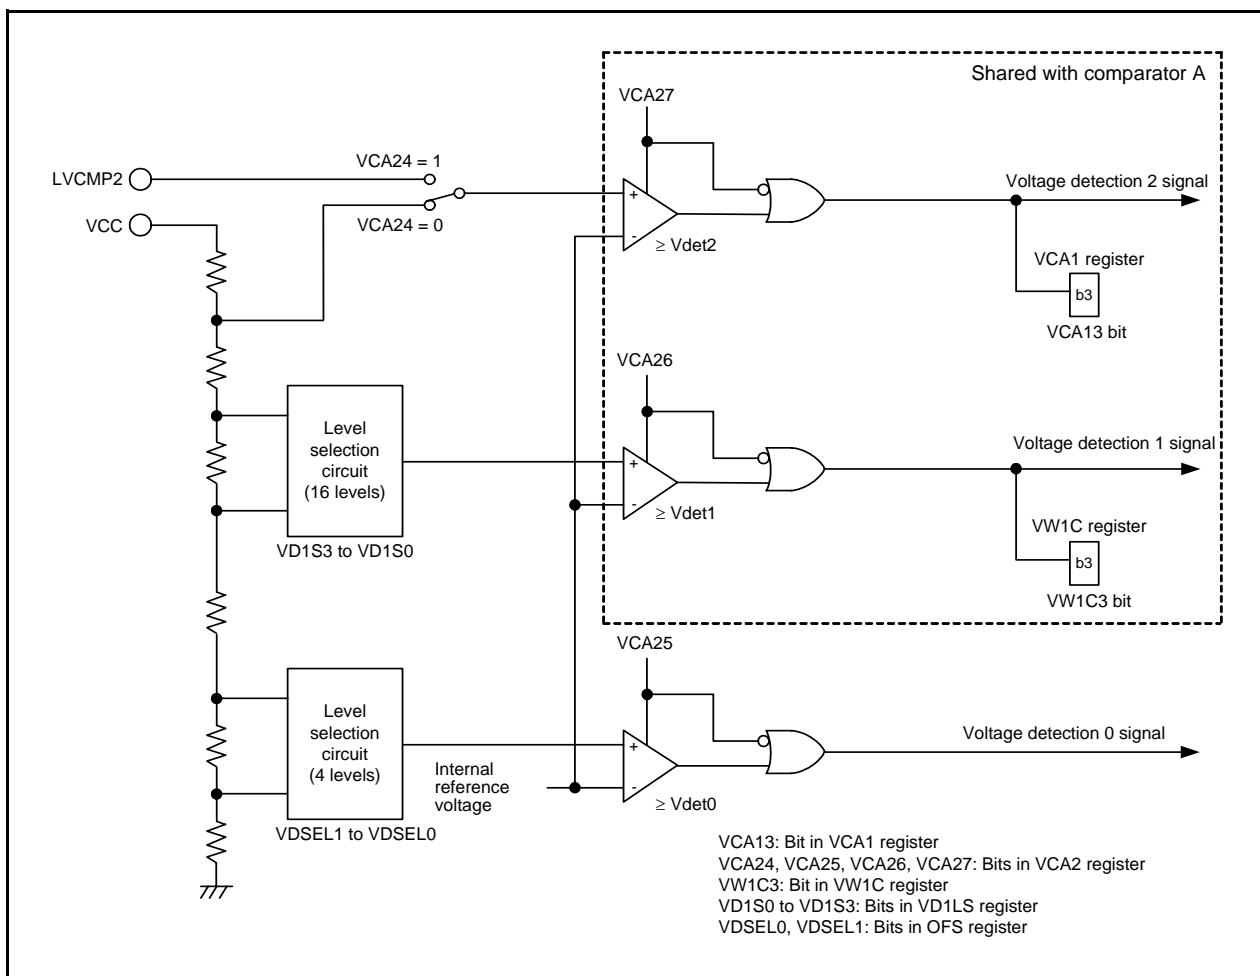 Shared with comparator A
VCA27
VCA24 = 1
LVCMP2
Voltage detection 2 signal
+
VCC
VCA24 = 0
-
≥ Vdet2
VCA1 register
b3
VCA13 bit
VCA26
Level
selection
circuit
(16 levels)
Voltage detection 1 signal
+
-
≥ Vdet1
VW1C register
VD1S3 to VD1S0
b3
VW1C3 bit
VCA25
Level
selection
circuit
(4 levels)
Voltage detection 0 signal
+
Internal
reference
voltage
-
≥ Vdet0
VDSEL1 to VDSEL0
VCA13: Bit in VCA1 register
VCA24, VCA25, VCA26, VCA27: Bits in VCA2 register
VW1C3: Bit in VW1C register
VD1S0 to VD1S3: Bits in VD1LS register
VDSEL0, VDSEL1: Bits in OFS register